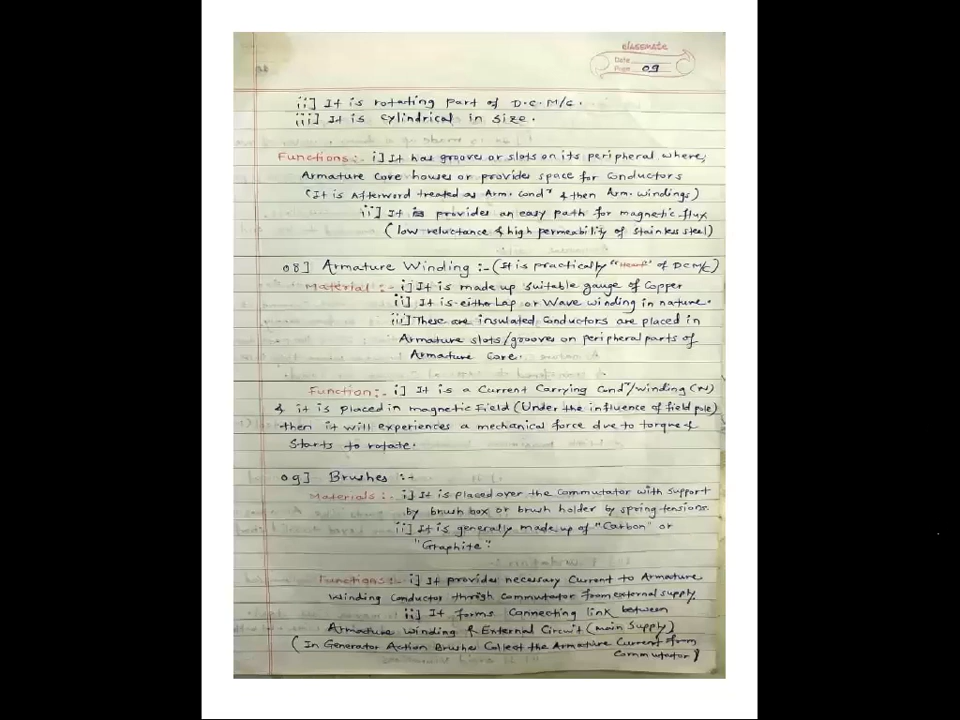 classmate
Date
Page 09
ii] It is rotating part of D.C. M/C.
iii] It is cylindrical in size.
Functions:- i] It has grooves or slots on its peripheral where,
Armature core houses or provides space for conductors
(It is Afterword treated as Arm. Condr & then Arm. windings)
ii] It is provides an easy path for magnetic flux
(low reluctance & high permeability of stainless steel)
08] Armature Winding :- (It is practically "Heart" of DC M/C)
Material :- i] It is made up suitable gauge of Copper
ii] It is either Lap or Wave winding in nature.
iii] These are insulated Conductors are placed in
Armature slots/grooves on peripheral parts of
Armature Core.
Function:- i] It is a Current Carrying Condr/winding (N)
& it is placed in magnetic Field (Under the influence of field pole)
then it will experiences a mechanical force due to torque &
Starts to rotate.
09] Brushes :-
Materials :- i] It is placed over the commutator with support
by brush box or brush holder by spring tensions.
ii] It is generally made up of "Carbon" or
"Graphite".
Functions :- i] It provides necessary Current to Armature
Winding Conductor throgh commutator from external supply
ii] It forms Connecting link between
Armature Winding & External Circuit (main Supply)
(In Generator Action Brushes Collect the Armature Current from
Commutator)